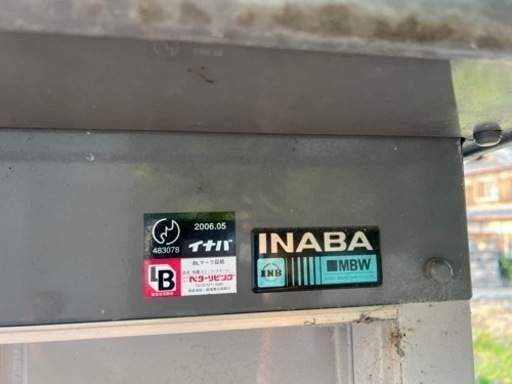 2006.05
483078
イナバ
BLマーク証紙
LB
ベターリビング
INABA
INB
■MBW